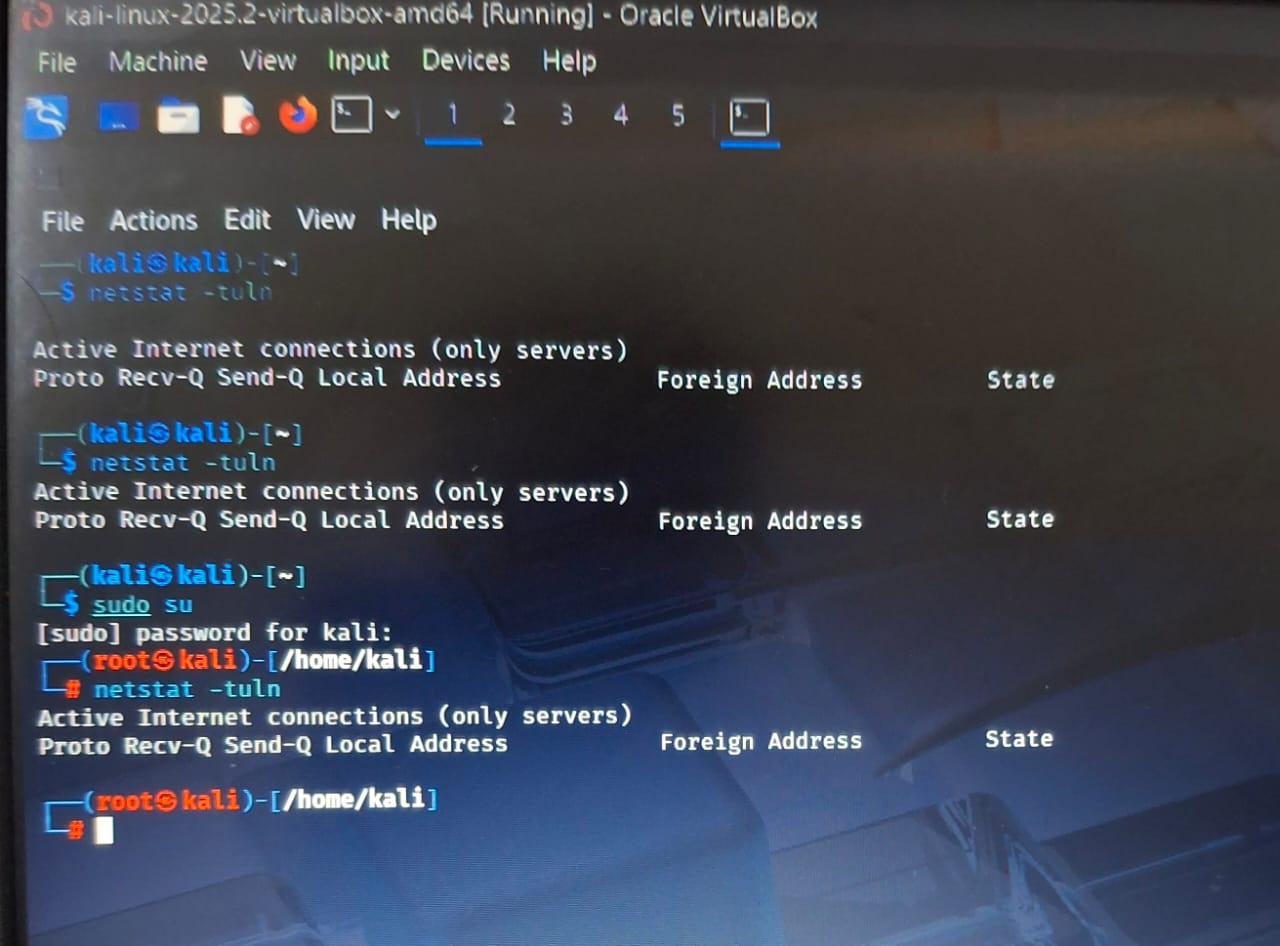 kali-linux-2025.2-virtualbox-amd64 [Running] - Oracle VirtualBox
File Machine View Input Devices Help
1 2 3 4 5
File Actions Edit View Help
(kali㉿kali)-[~]
$ netstat -tuln
Active Internet connections (only servers)
Proto Recv-Q Send-Q Local Address Foreign Address State
┌──(kali㉿kali)-[~]
└─$ netstat -tuln
Active Internet connections (only servers)
Proto Recv-Q Send-Q Local Address Foreign Address State
┌──(kali㉿kali)-[~]
└─$ sudo su
[sudo] password for kali:
┌──(root㉿kali)-[/home/kali]
└─# netstat -tuln
Active Internet connections (only servers)
Proto Recv-Q Send-Q Local Address Foreign Address State
┌──(root㉿kali)-[/home/kali]
└─#